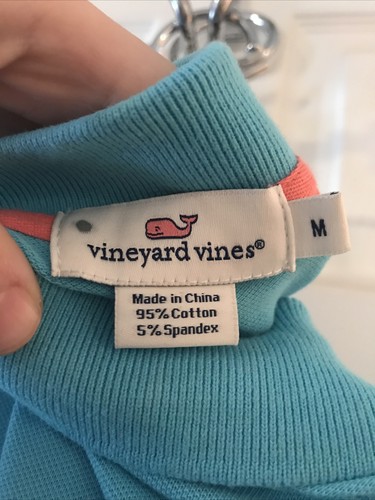 vineyard vines®
M
Made in China
95% Cotton
5% Spandex